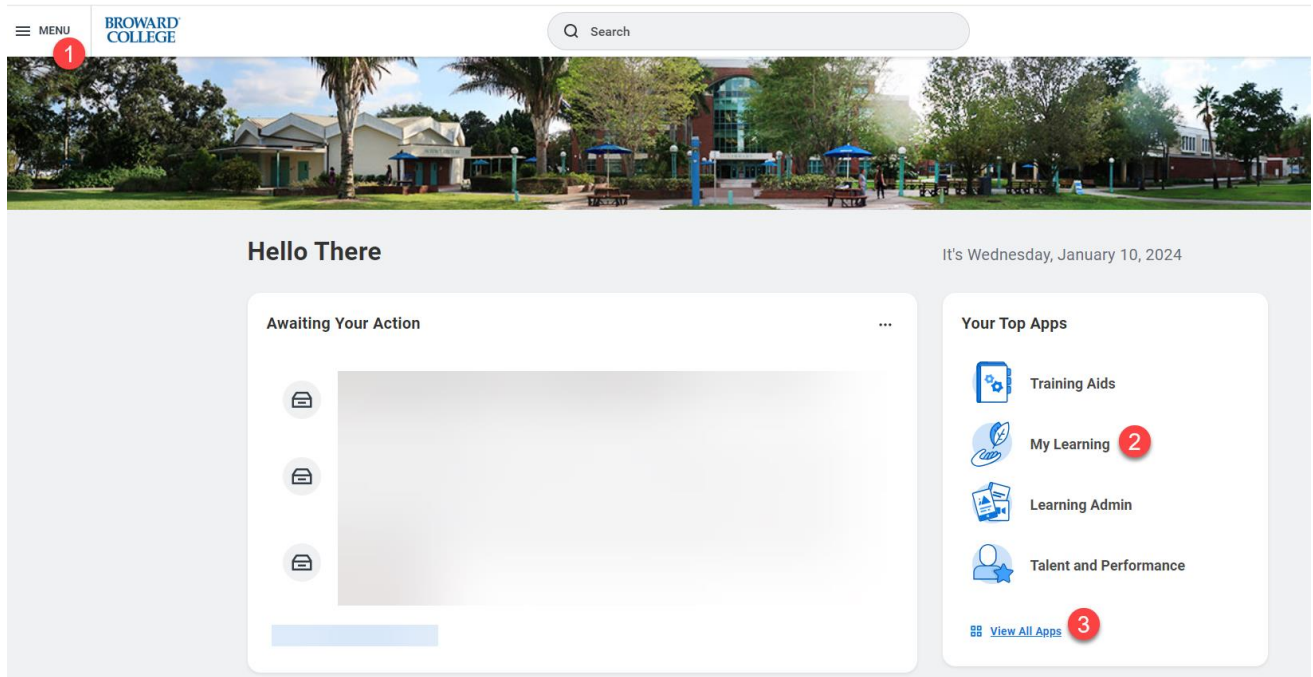 MENU
BROWARD
COLLEGE
Search
1
Hello There
It's Wednesday, January 10, 2024
Awaiting Your Action
Your Top Apps
Training Aids
My Learning 2
Learning Admin
Talent and Performance
View All Apps 3